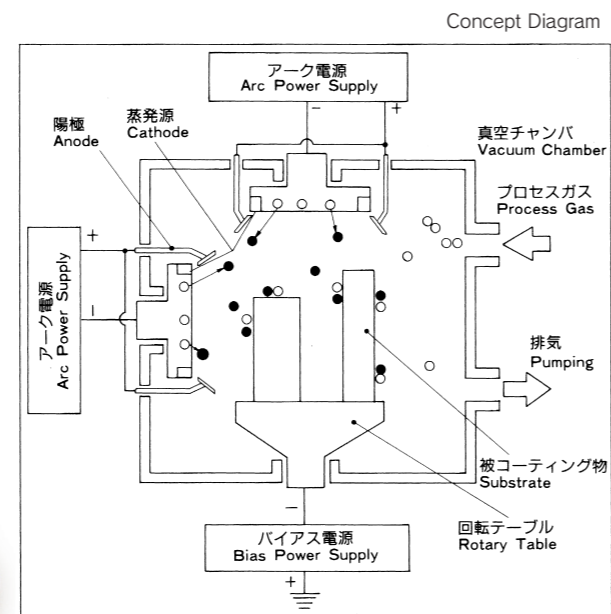 Concept Diagram
アーク電源
Arc Power Supply
−
+
陽極
Anode
蒸発源
Cathode
真空チャンバ
Vacuum Chamber
プロセスガス
Process Gas
アーク電源
Arc Power Supply
+
−
排気
Pumping
被コーティング物
Substrate
回転テーブル
Rotary Table
−
バイアス電源
Bias Power Supply
+